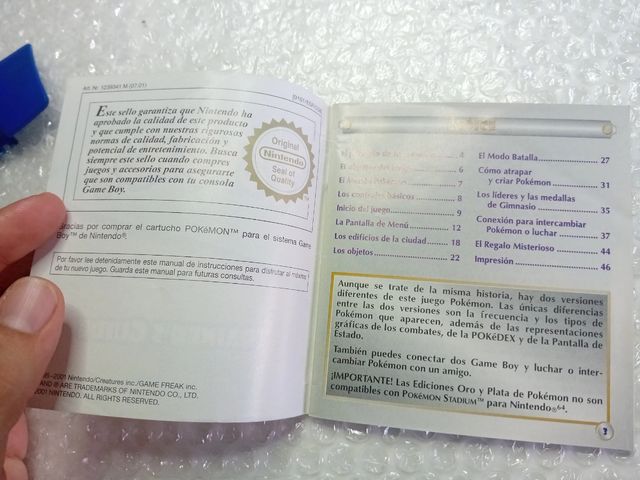 Art. Nr. 1239341 M (07.01)
Este sello garantiza que Nintendo ha
aprobado la calidad de este producto
y que cumple con nuestras rigurosas
normas de calidad, fabricación y
potencial de entretenimiento. Busca
siempre este sello cuando compres
juegos y accesorios para asegurarte
que son compatibles con tu consola
Game Boy.
Original
Nintendo
Seal of
Quality
Gracias por comprar el cartucho POKéMON™ para el sistema Game
Boy™ de Nintendo®.
Por favor lee detenidamente este manual de instrucciones para disfrutar al máximo
de tu nuevo juego. Guarda este manual para futuras consultas.
-2001 Nintendo/Creatures inc./GAME FREAK inc.
AND ® ARE TRADEMARKS OF NINTENDO CO., LTD.
2001 NINTENDO. ALL RIGHTS RESERVED.
4
6
7
Los controles básicos 8
Inicio del juego 9
La Pantalla de Menú 12
Los edificios de la ciudad 18
Los objetos 22
El Modo Batalla 27
Cómo atrapar
y criar Pokémon 31
Los líderes y las medallas
de Gimnasio 35
Conexión para intercambiar
Pokémon o luchar 37
El Regalo Misterioso 44
Impresión 46
Aunque se trate de la misma historia, hay dos versiones
diferentes de este juego Pokémon. Las únicas diferencias
entre las dos versiones son la frecuencia y los tipos de
Pokémon que aparecen, además de las representaciones
gráficas de los combates, de la POKéDEX y de la Pantalla de
Estado.
También puedes conectar dos Game Boy y luchar o inter-
cambiar Pokémon con un amigo.
¡IMPORTANTE! Las Ediciones Oro y Plata de Pokémon no son
compatibles con POKéMON STADIUM™ para Nintendo®64.
3